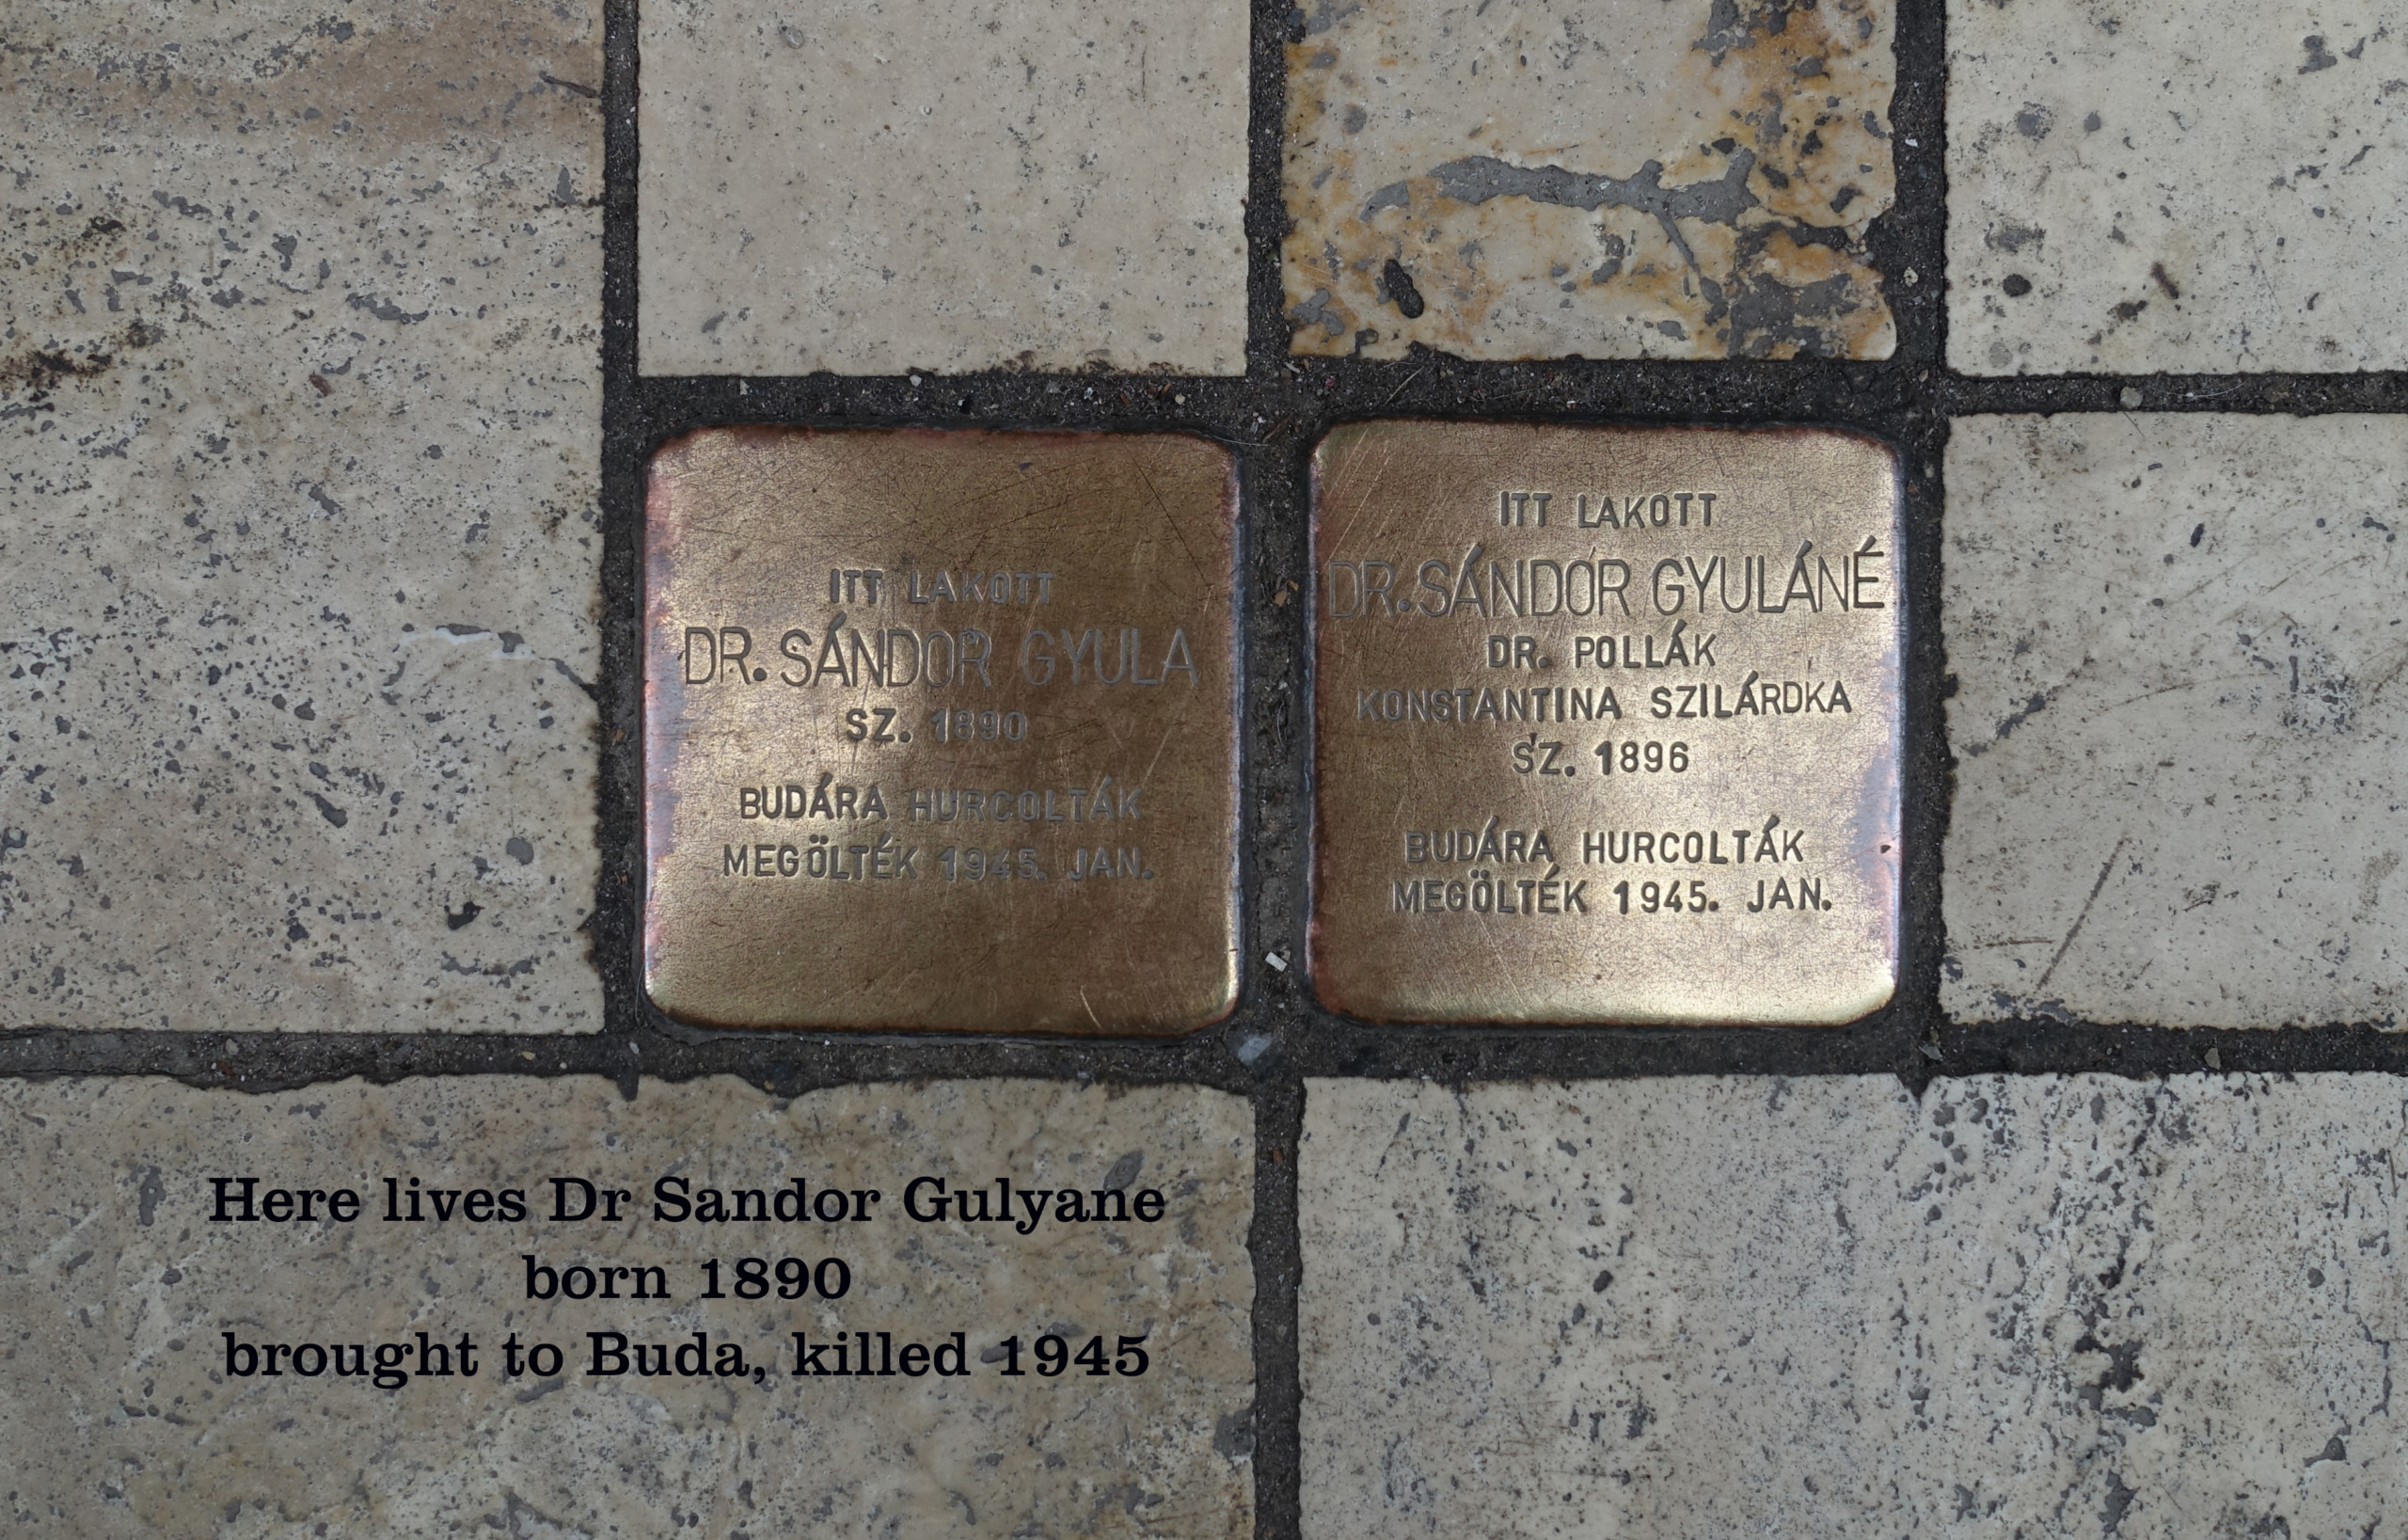 ITT LAKOTT
DR. SÁNDOR GYULA
SZ. 1890
BUDÁRA HURCOLTÁK
MEGÖLTÉK 1945. JAN.
ITT LAKOTT
DR. SÁNDOR GYULÁNÉ
DR. POLLÁK
KONSTANTINA SZILÁRDKA
SZ. 1896
BUDÁRA HURCOLTÁK
MEGÖLTÉK 1945. JAN.
Here lives Dr Sandor Gulyane
born 1890
brought to Buda, killed 1945